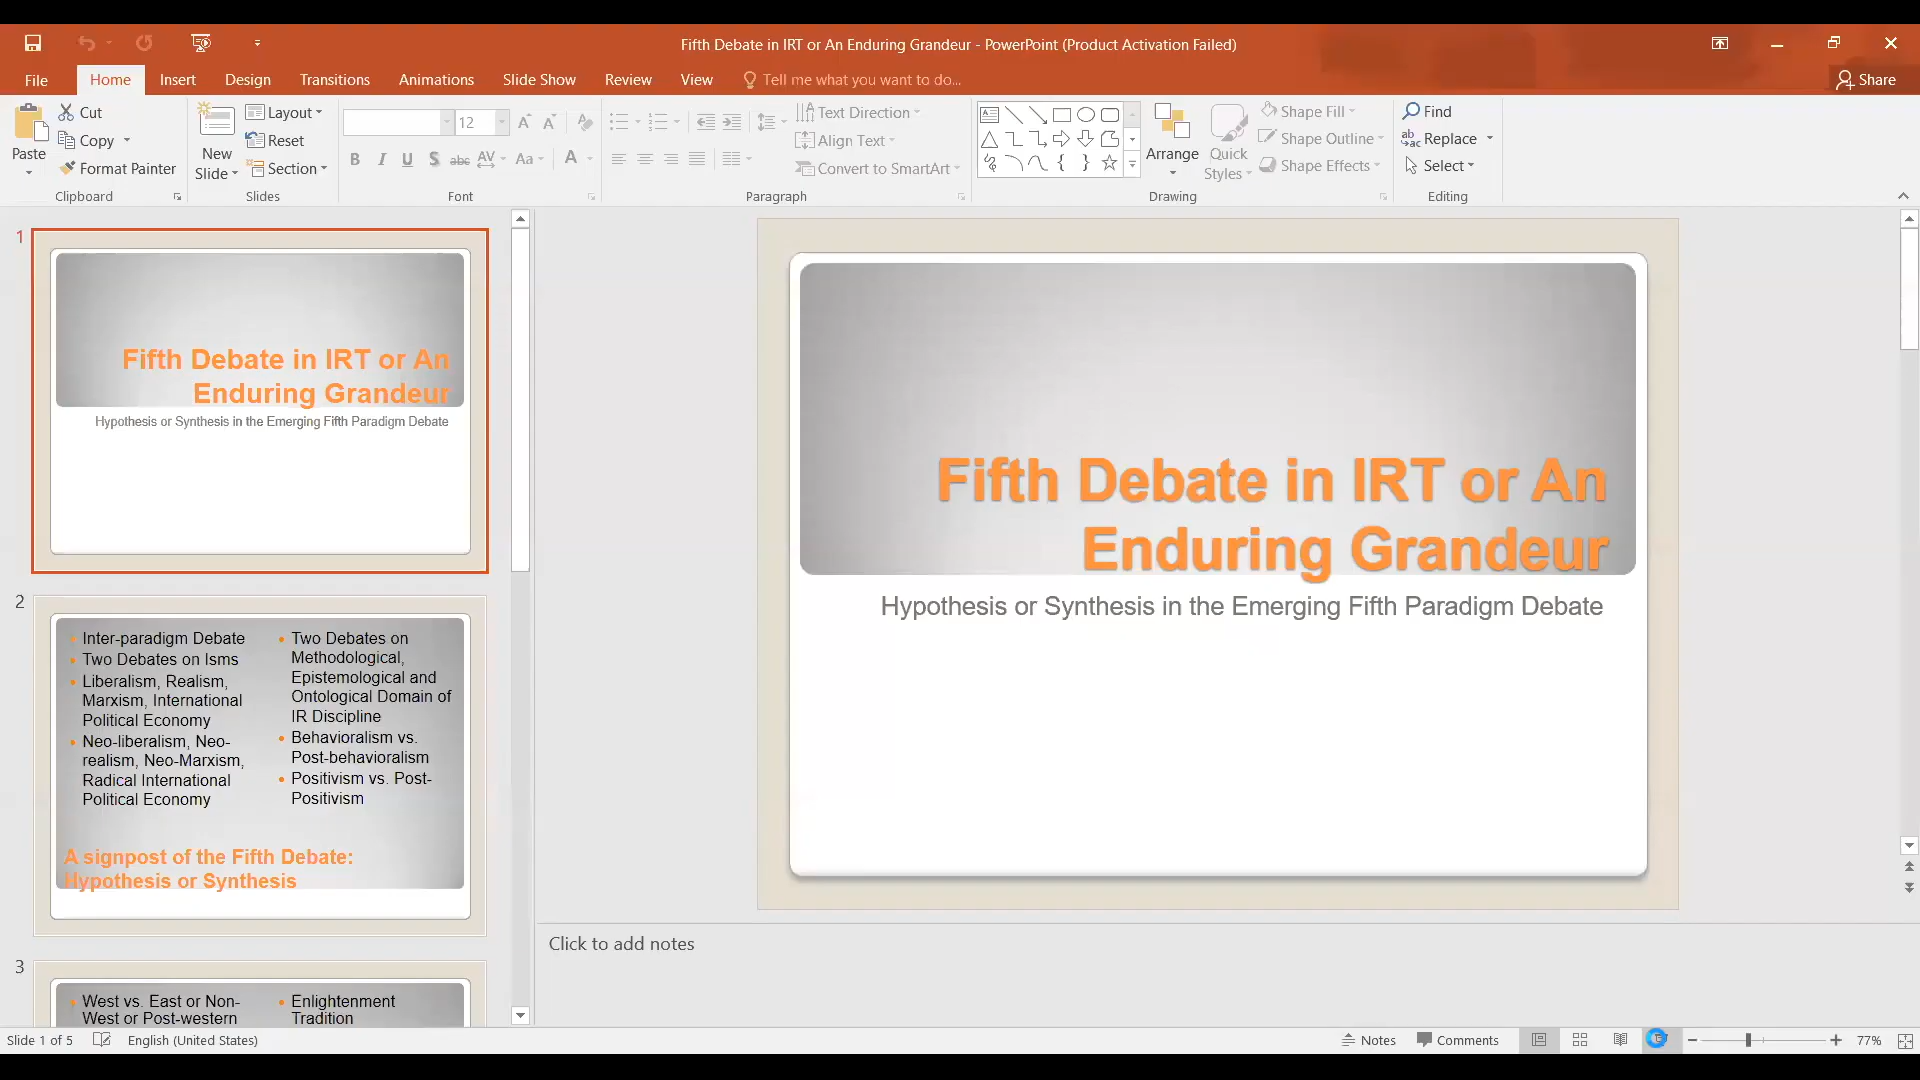 Fifth Debate in IRT or An Enduring Grandeur - PowerPoint (Product Activation Failed)
File Home Insert Design Transitions Animations Slide Show Review View Tell me what you want to do... Share
Paste
Cut
Copy
Format Painter
Clipboard
New
Slide
Layout
Reset
Section
Slides
12
B I U S abc AV Aa A
Font
Text Direction
Align Text
Convert to SmartArt
Paragraph
Arrange
Quick
Styles
Shape Fill
Shape Outline
Shape Effects
Drawing
Find
Replace
Select
Editing
1
Fifth Debate in IRT or An
Enduring Grandeur
Hypothesis or Synthesis in the Emerging Fifth Paradigm Debate
2
Inter-paradigm Debate
Two Debates on Isms
Liberalism, Realism,
Marxism, International
Political Economy
Neo-liberalism, Neo-
realism, Neo-Marxism,
Radical International
Political Economy
Two Debates on
Methodological,
Epistemological and
Ontological Domain of
IR Discipline
Behavioralism vs.
Post-behavioralism
Positivism vs. Post-
Positivism
A signpost of the Fifth Debate:
Hypothesis or Synthesis
3
West vs. East or Non-
West or Post-western
Enlightenment
Tradition
Fifth Debate in IRT or An
Enduring Grandeur
Hypothesis or Synthesis in the Emerging Fifth Paradigm Debate
Click to add notes
Slide 1 of 5 English (United States) Notes Comments 77%